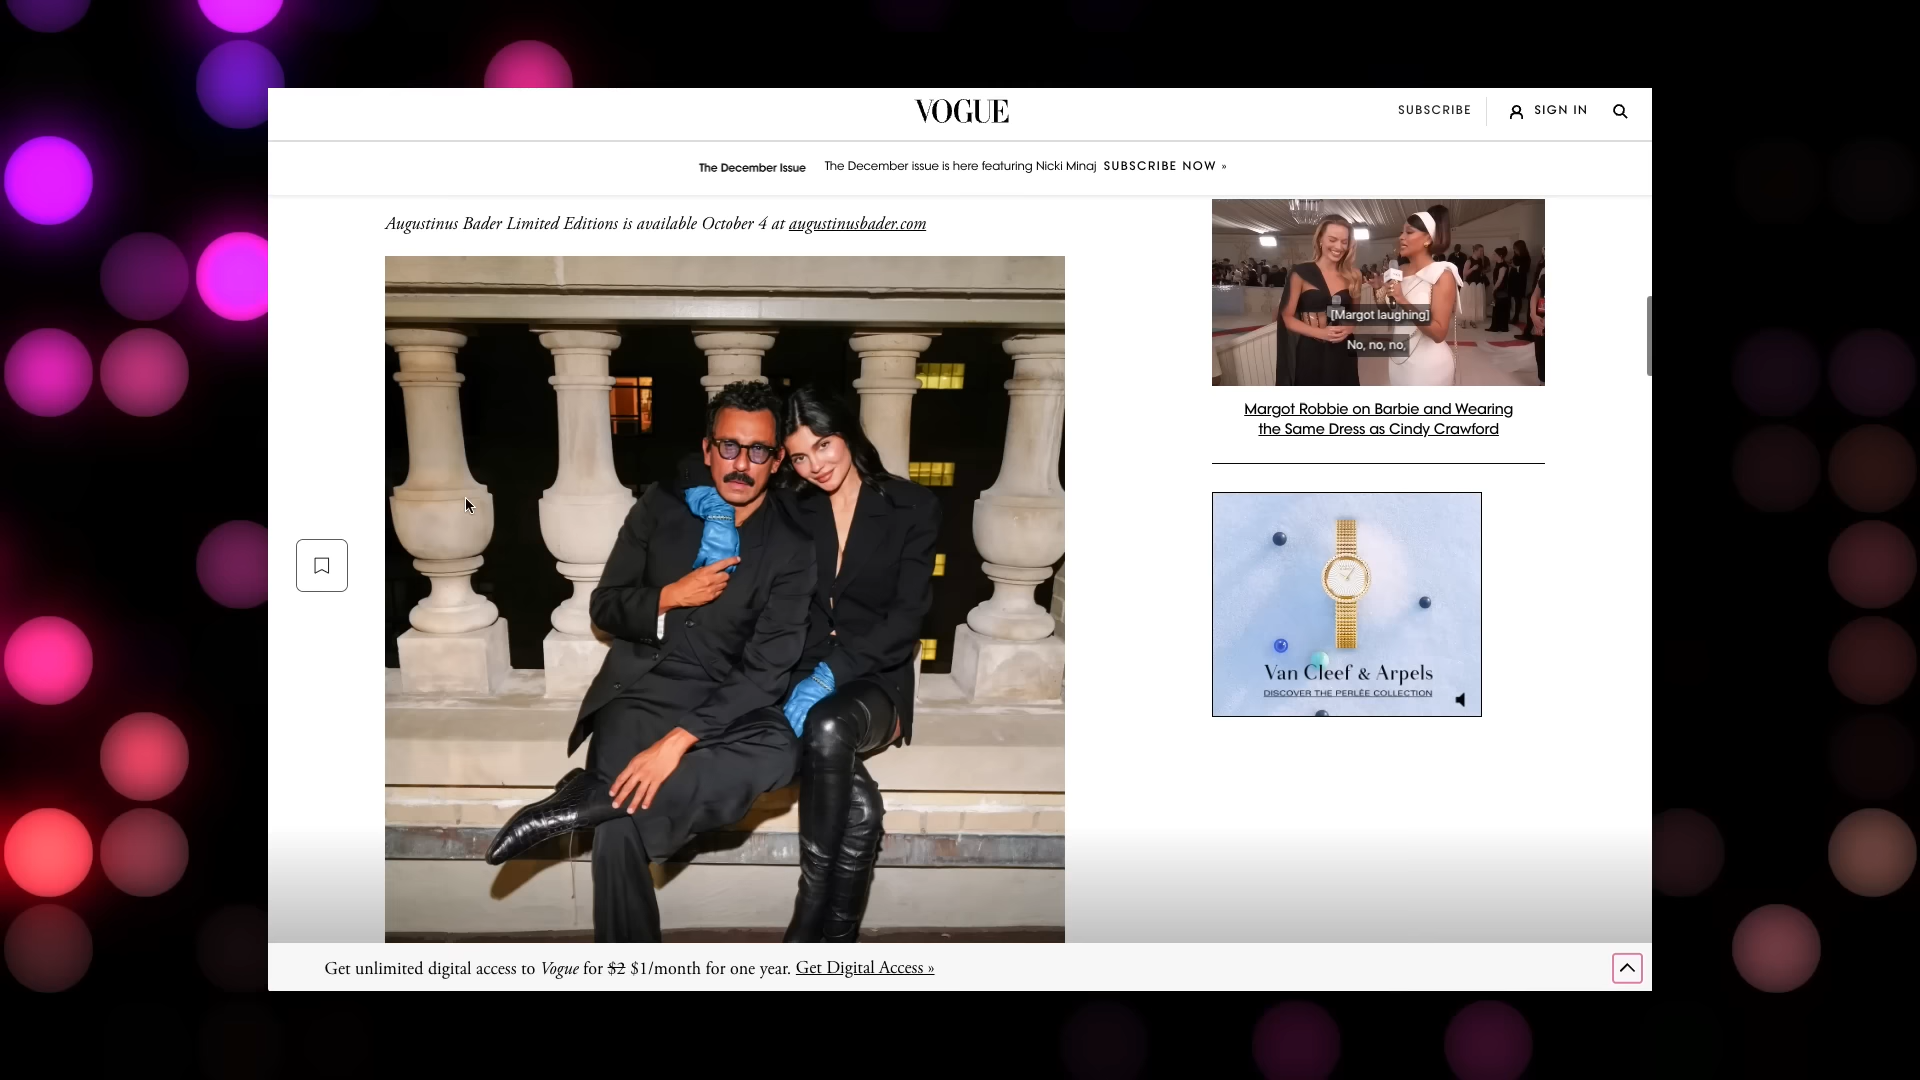 VOGUE
SUBSCRIBE
SIGN IN
The December Issue
The December issue is here featuring Nicki Minaj SUBSCRIBE NOW »
Augustinus Bader Limited Editions is available October 4 at augustinusbader.com
[Margot laughing]
No, no, no,
Margot Robbie on Barbie and Wearing
the Same Dress as Cindy Crawford
Van Cleef & Arpels
DISCOVER THE PERLÉE COLLECTION
Get unlimited digital access to Vogue for $2 $1/month for one year. Get Digital Access »